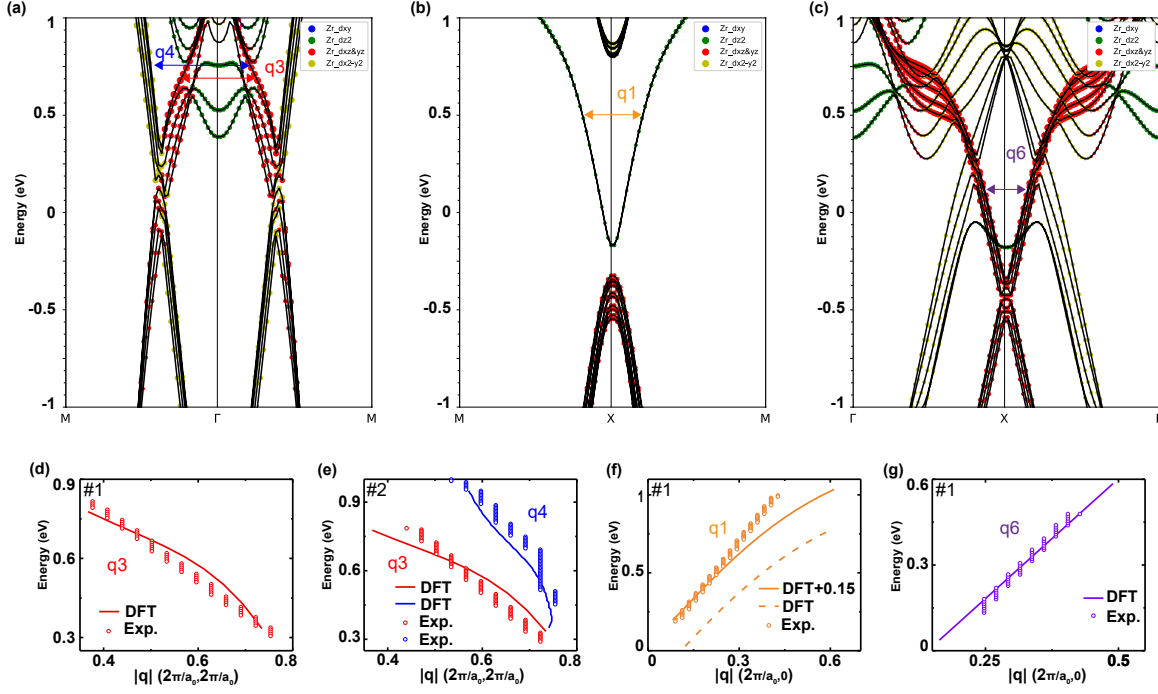 (a)
1
0.5
0
-0.5
-1
Energy (eV)
M
Γ
M
q4
q3
Zr_dxy
Zr_dz2
Zr_dxz&yz
Zr_dx2-y2
(b)
1
0.5
0
-0.5
-1
Energy (eV)
M
X
M
q1
Zr_dxy
Zr_dz2
Zr_dxz&yz
Zr_dx2-y2
(c)
1
0.5
0
-0.5
-1
Energy (eV)
Γ
X
q6
Zr_dxy
Zr_dz2
Zr_dxz&yz
Zr_dx2-y2
(d)
#1
0.9
0.6
0.3
Energy (eV)
q3
DFT
Exp.
0.4
0.6
0.8
|q| (2π/a₀,2π/a₀)
(e)
#2
0.9
0.6
0.3
Energy (eV)
q4
q3
DFT
DFT
Exp.
Exp.
0.4
0.6
0.8
|q| (2π/a₀,2π/a₀)
(f)
#1
1
0.5
0
Energy (eV)
q1
DFT+0.15
DFT
Exp.
0
0.3
0.6
|q| (2π/a₀,0)
(g)
#1
0.6
0.3
0
Energy (eV)
q6
DFT
Exp.
0.25
0.5
|q| (2π/a₀,0)